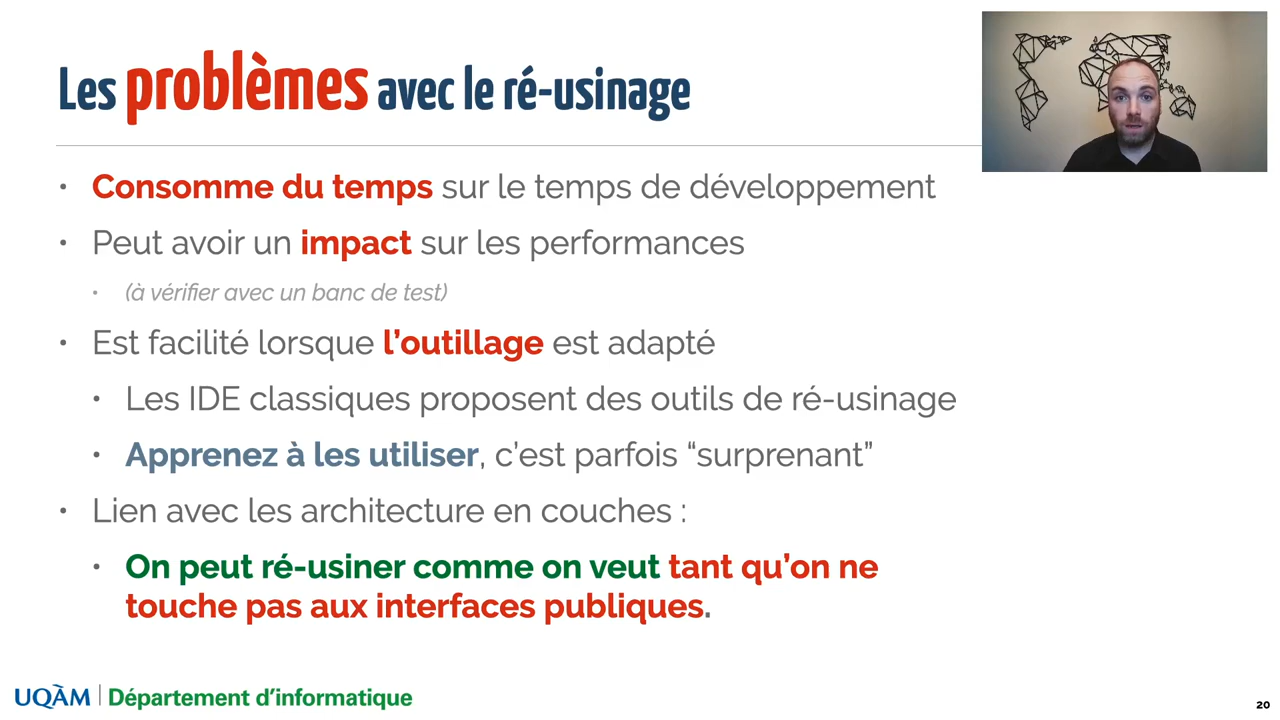 Les problèmes avec le ré-usinage
• Consomme du temps sur le temps de développement
• Peut avoir un impact sur les performances
• (à vérifier avec un banc de test)
• Est facilité lorsque l’outillage est adapté
• Les IDE classiques proposent des outils de ré-usinage
• Apprenez à les utiliser, c’est parfois “surprenant”
• Lien avec les architecture en couches :
• On peut ré-usiner comme on veut tant qu’on ne
touche pas aux interfaces publiques.
UQÀM | Département d’informatique
20